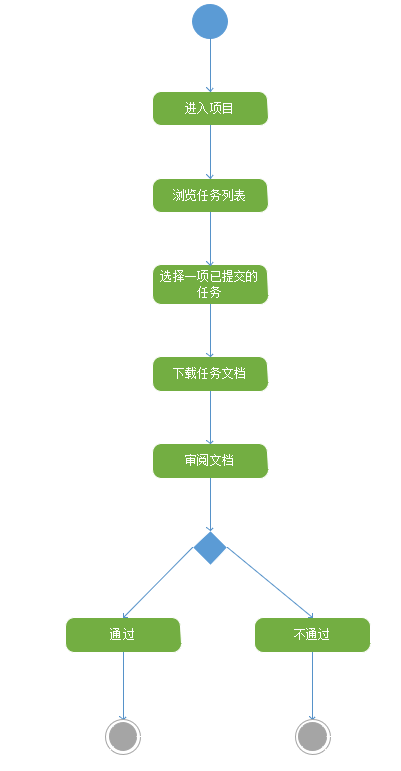 进入项目
浏览任务列表
选择一项已提交的
任务
下载任务文档
审阅文档
通过
不通过